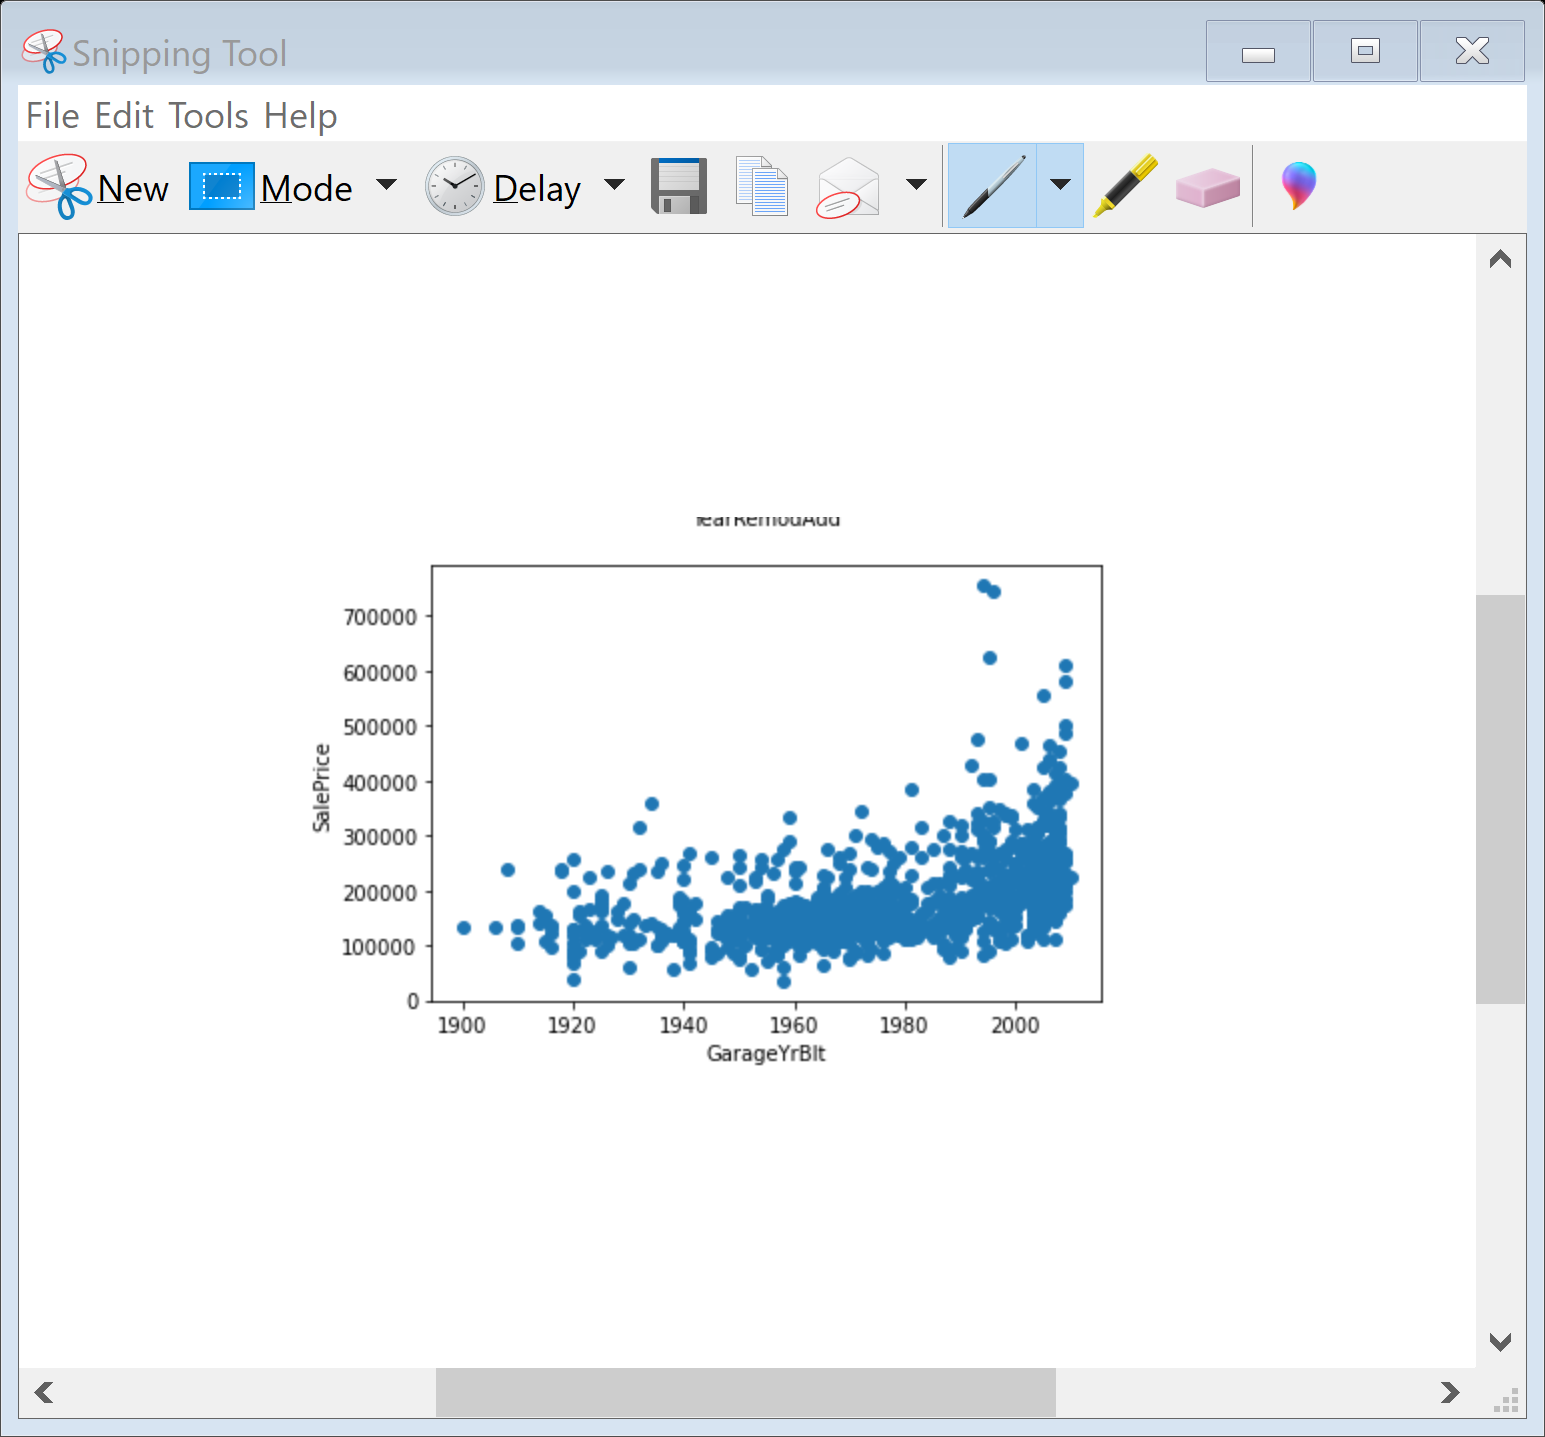 Snipping Tool
File Edit Tools Help
New Mode Delay
YearRemodAdd
700000
600000
500000
400000
300000
200000
100000
0
SalePrice
1900 1920 1940 1960 1980 2000
GarageYrBlt